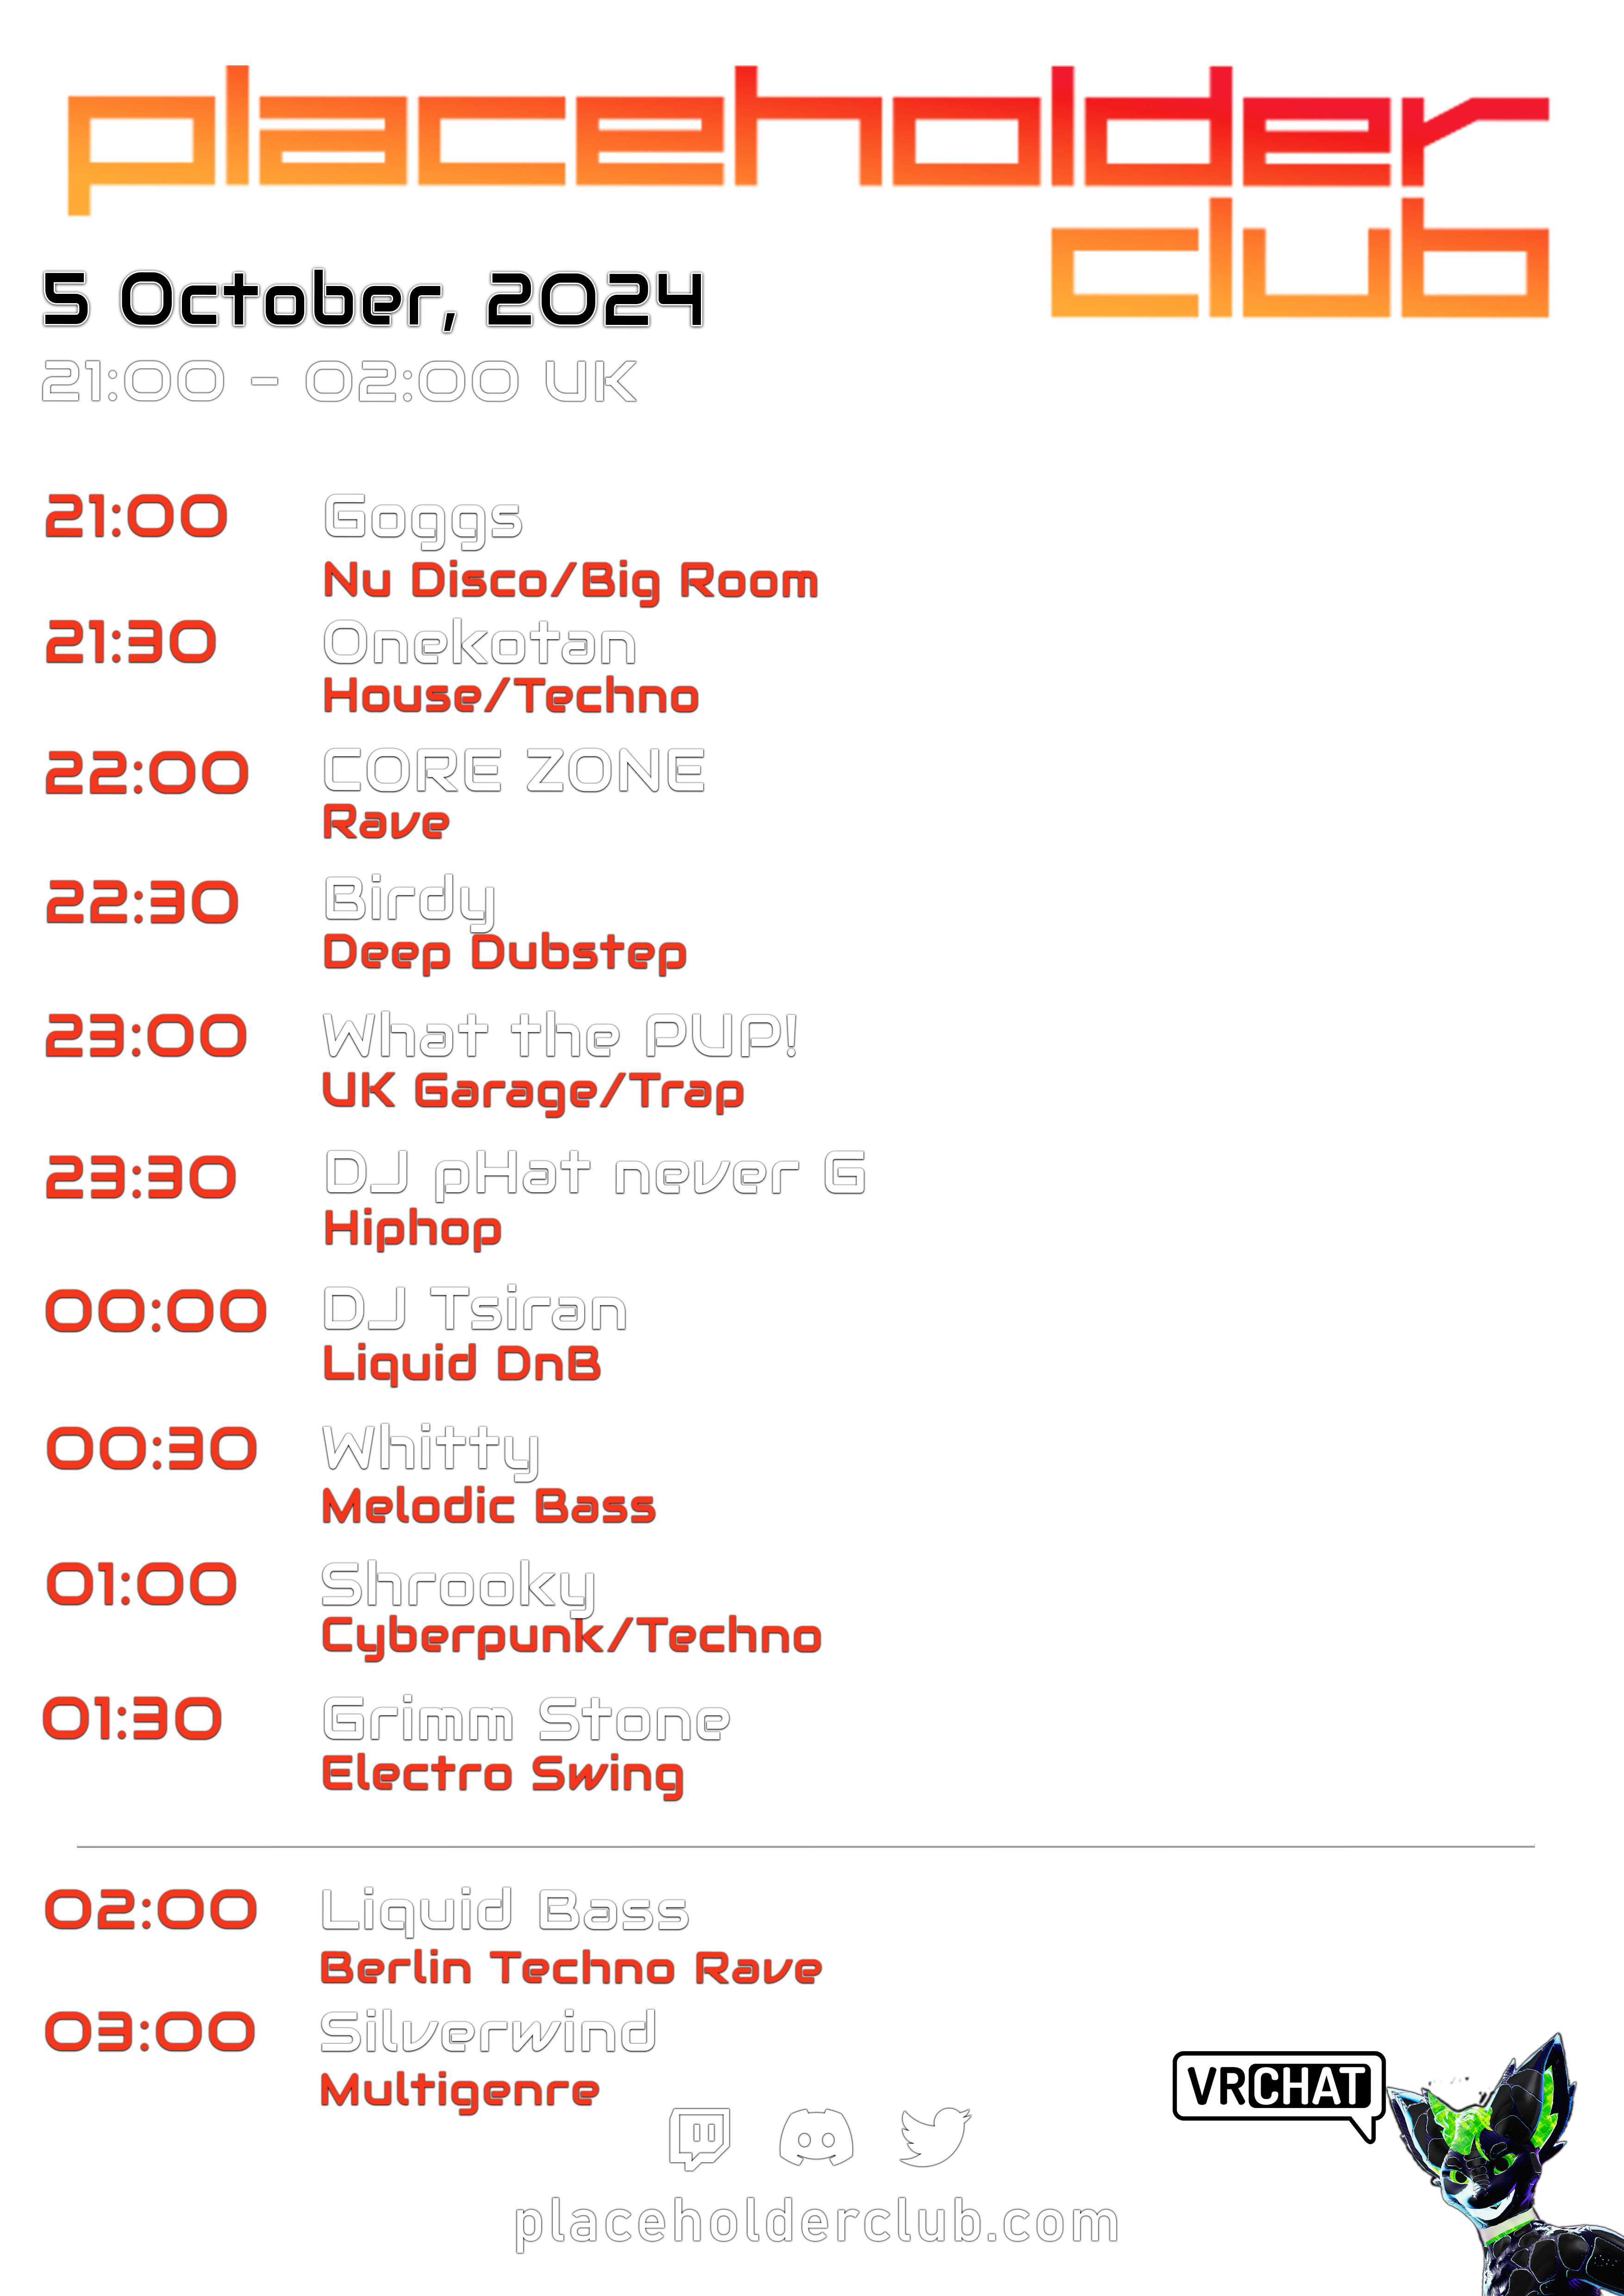 placeholder
club
5 October, 2024
21:00 - 02:00 UK
21:00 Goggs
Nu Disco/Big Room
21:30 Onekotan
House/Techno
22:00 CORE ZONE
Rave
22:30 Birdy
Deep Dubstep
23:00 What the PUP!
UK Garage/Trap
23:30 DJ pHat never G
Hiphop
00:00 DJ Tsiran
Liquid DnB
00:30 Whitty
Melodic Bass
01:00 Shrooky
Cyberpunk/Techno
01:30 Grimm Stone
Electro Swing
02:00 Liquid Bass
Berlin Techno Rave
03:00 Silverwind
Multigenre
VRCHAT
placeholderclub.com